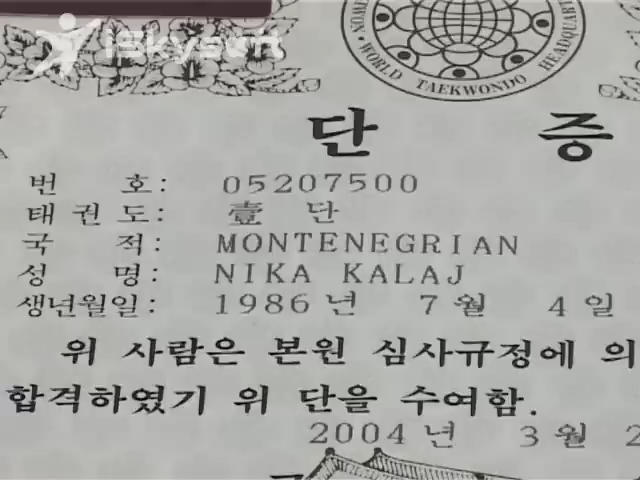 iSkysoft
WORLD TAEKWONDO HEADQUAR
단 증
번 호: 05207500
태권도: 壹 단
국 적: MONTENEGRIAN
성 명: NIKA KALAJ
생년월일: 1986 년 7 월 4 일
위 사람은 본원 심사규정에 의
합격하였기 위 단을 수여함.
2004 년 3 월 2